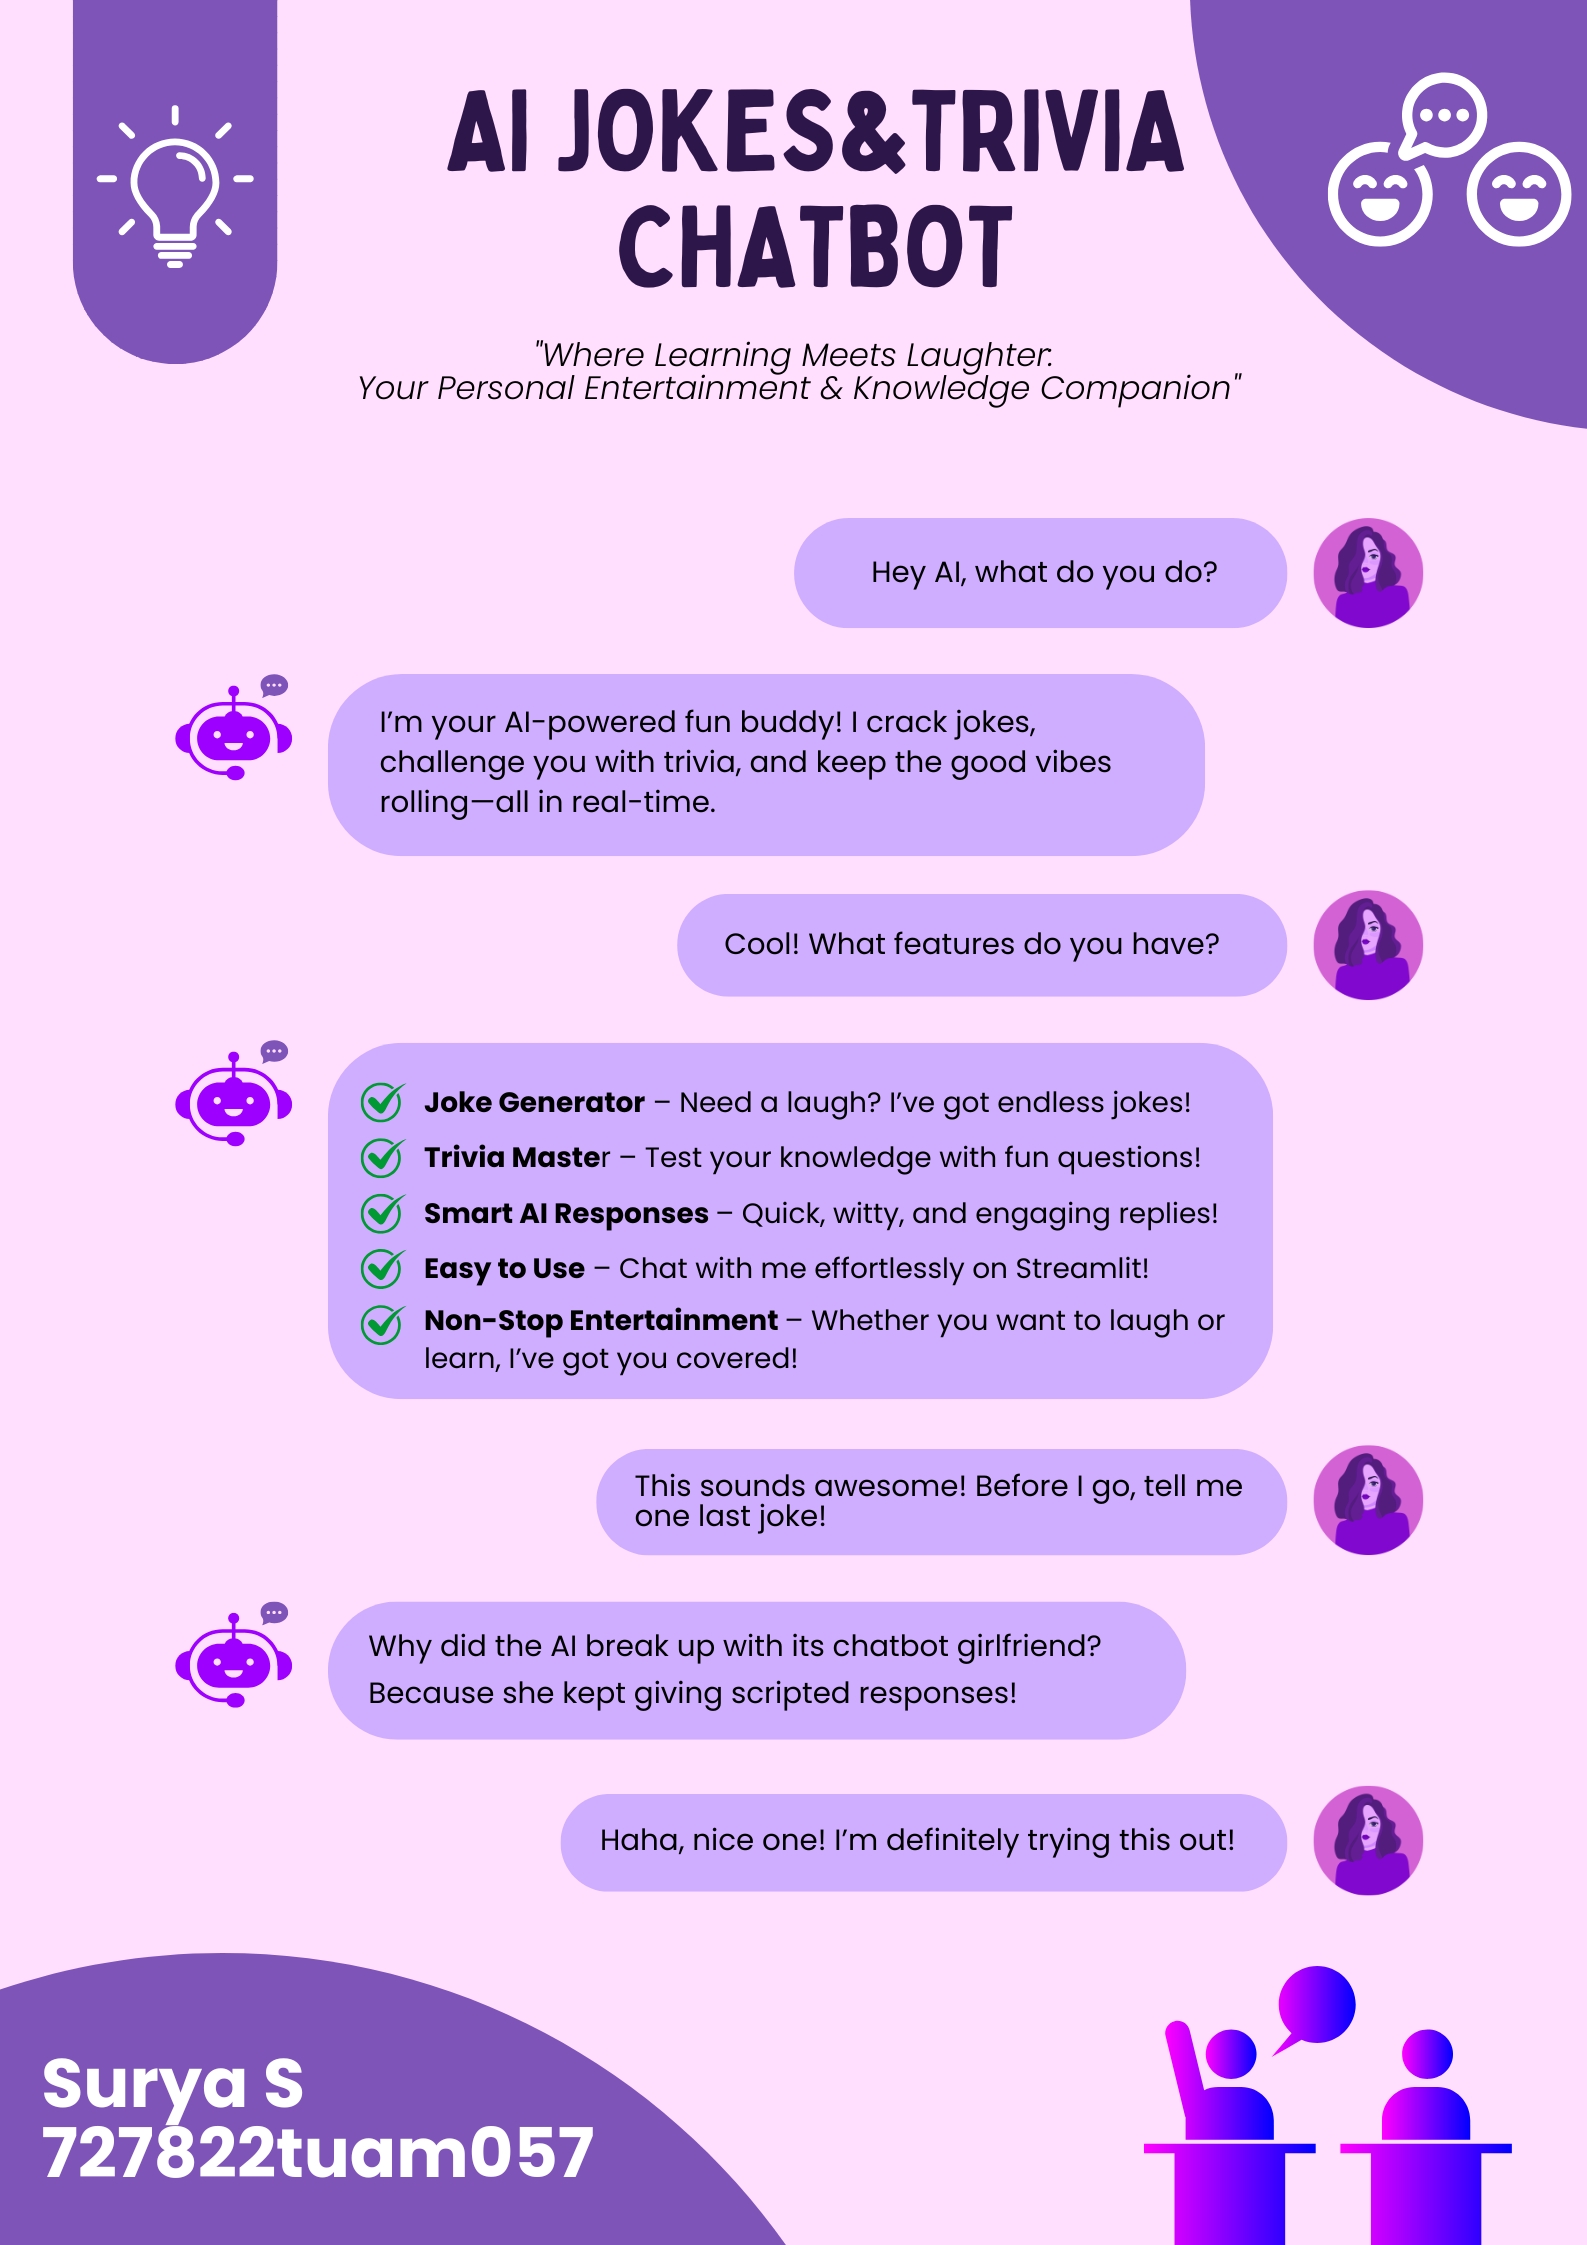 AI JOKES&TRIVIA
CHATBOT
"Where Learning Meets Laughter:
Your Personal Entertainment & Knowledge Companion"
Hey AI, what do you do?
I’m your AI-powered fun buddy! I crack jokes,
challenge you with trivia, and keep the good vibes
rolling—all in real-time.
Cool! What features do you have?
Joke Generator – Need a laugh? I’ve got endless jokes!
Trivia Master – Test your knowledge with fun questions!
Smart AI Responses – Quick, witty, and engaging replies!
Easy to Use – Chat with me effortlessly on Streamlit!
Non-Stop Entertainment – Whether you want to laugh or
learn, I’ve got you covered!
This sounds awesome! Before I go, tell me
one last joke!
Why did the AI break up with its chatbot girlfriend?
Because she kept giving scripted responses!
Haha, nice one! I’m definitely trying this out!
Surya S
727822tuam057